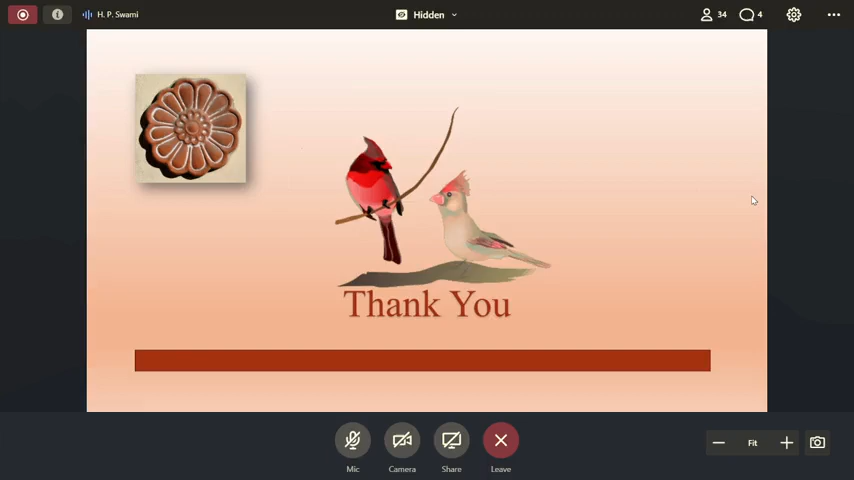 H. P. Swami
Hidden
34
4
Thank You
Mic
Camera
Share
Leave
Fit